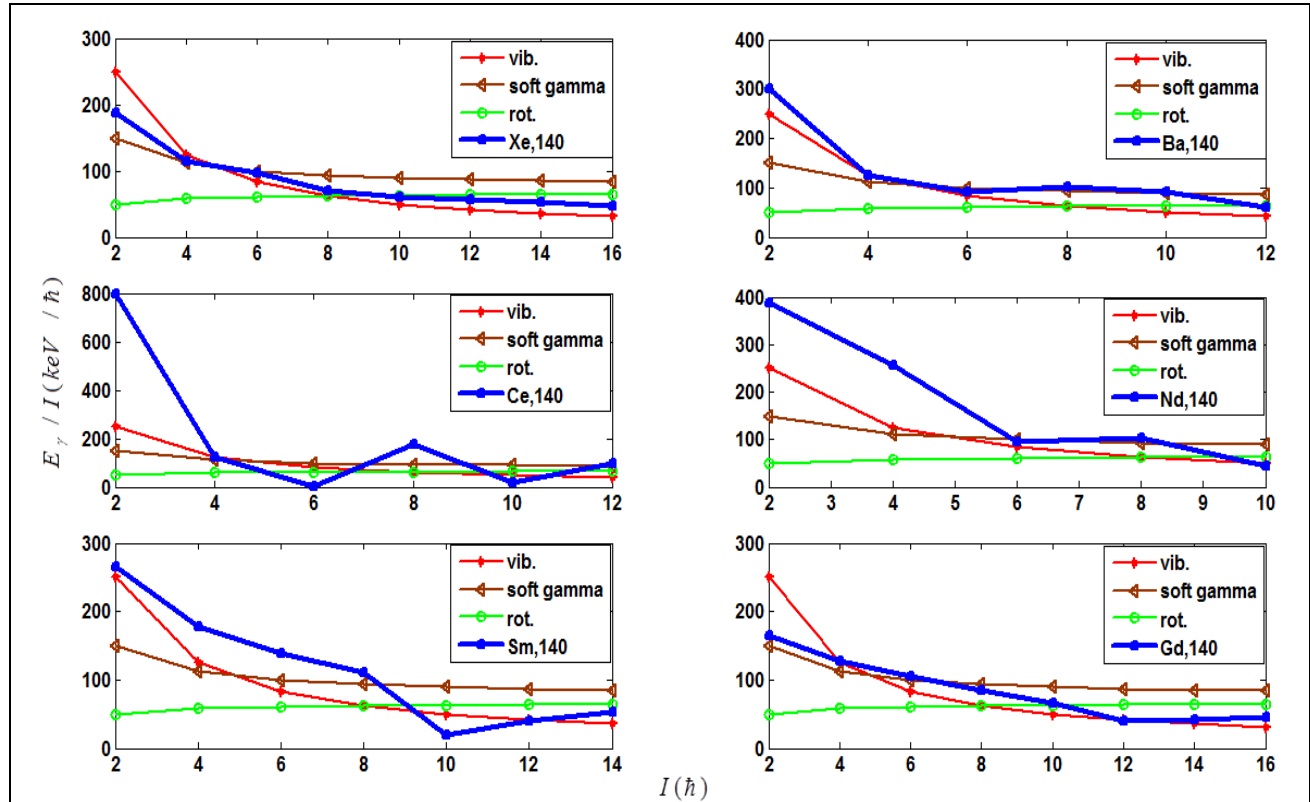 300
200
100
0
2 4 6 8 10 12 14 16
vib.
soft gamma
rot.
Xe,140
400
300
200
100
0
2 4 6 8 10 12
vib.
soft gamma
rot.
Ba,140
E γ / I ( keV / ħ )
800
600
400
200
0
2 4 6 8 10 12
vib.
soft gamma
rot.
Ce,140
400
300
200
100
0
2 3 4 5 6 7 8 9 10
vib.
soft gamma
rot.
Nd,140
300
200
100
0
2 4 6 8 10 12 14
vib.
soft gamma
rot.
Sm,140
300
200
100
0
2 4 6 8 10 12 14 16
vib.
soft gamma
rot.
Gd,140
I (ħ)